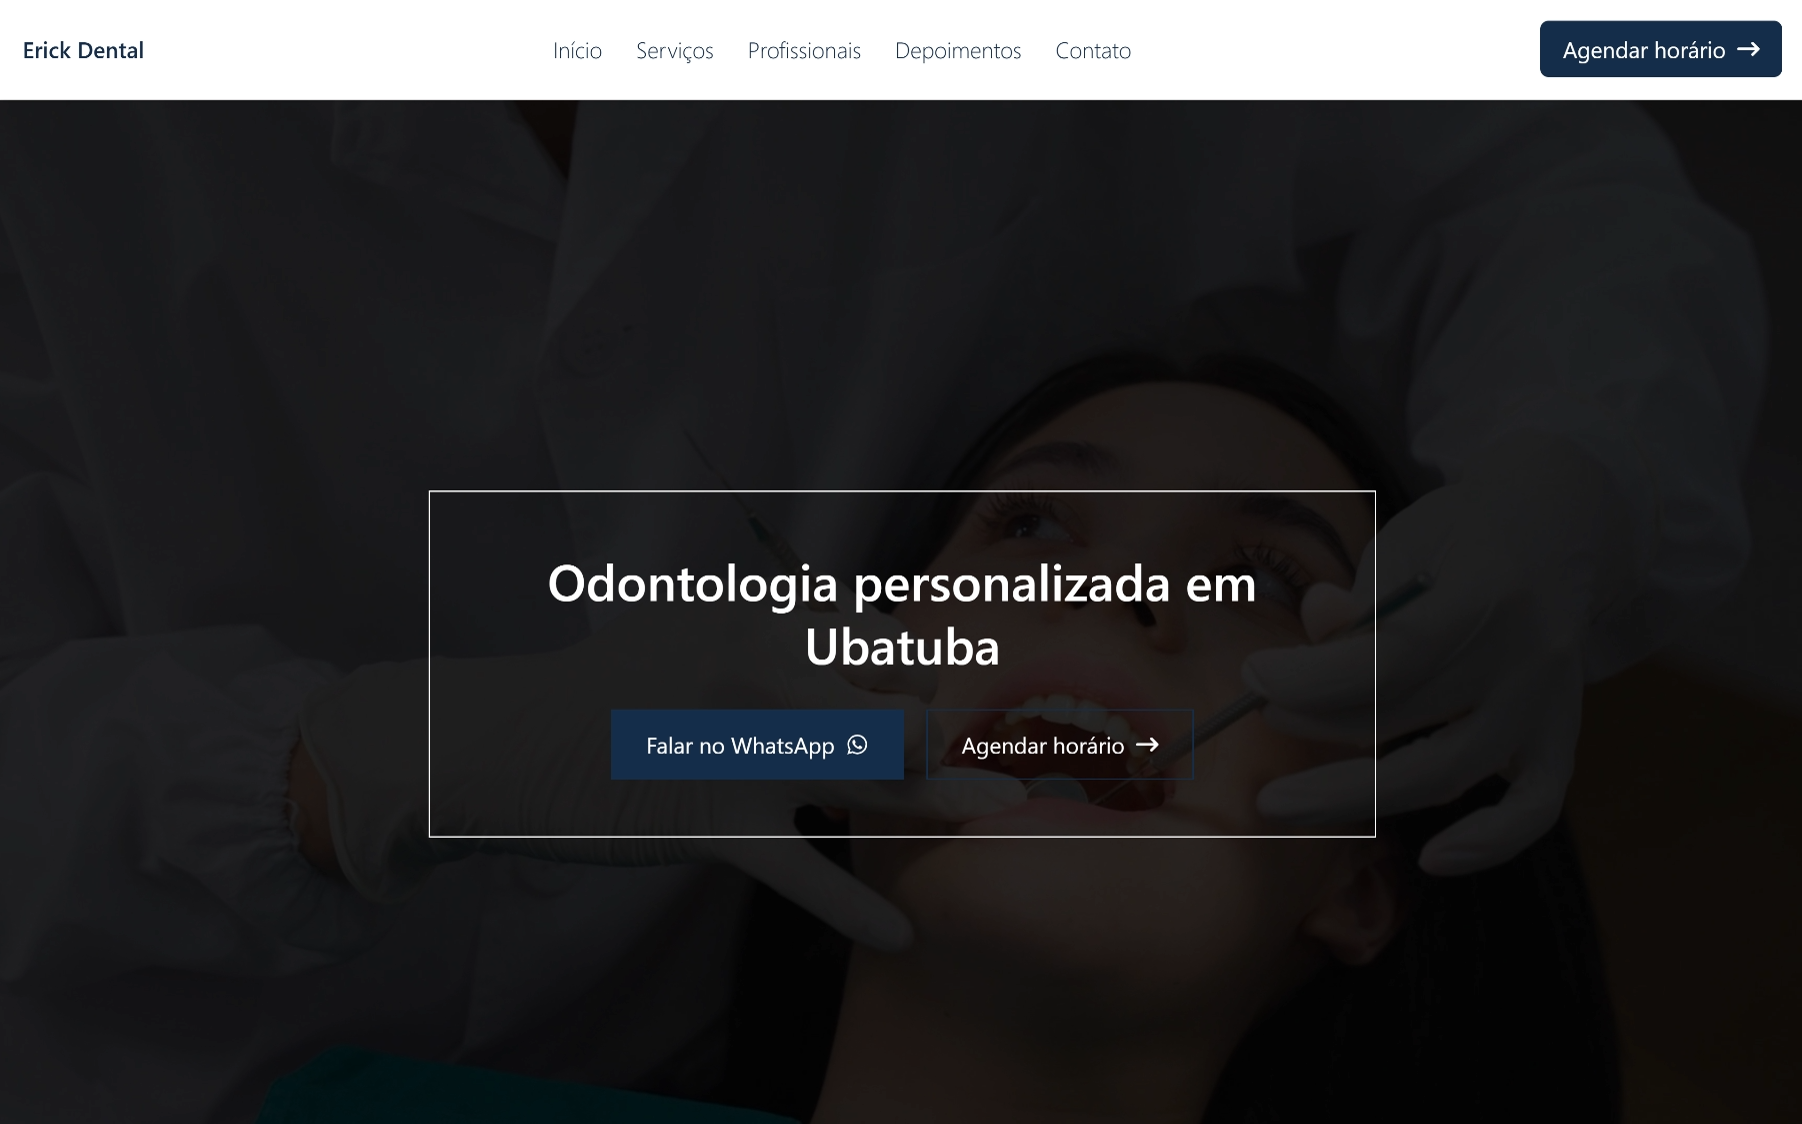 Erick Dental
Início Serviços Profissionais Depoimentos Contato
Agendar horário →
Odontologia personalizada em
Ubatuba
Falar no WhatsApp
Agendar horário →